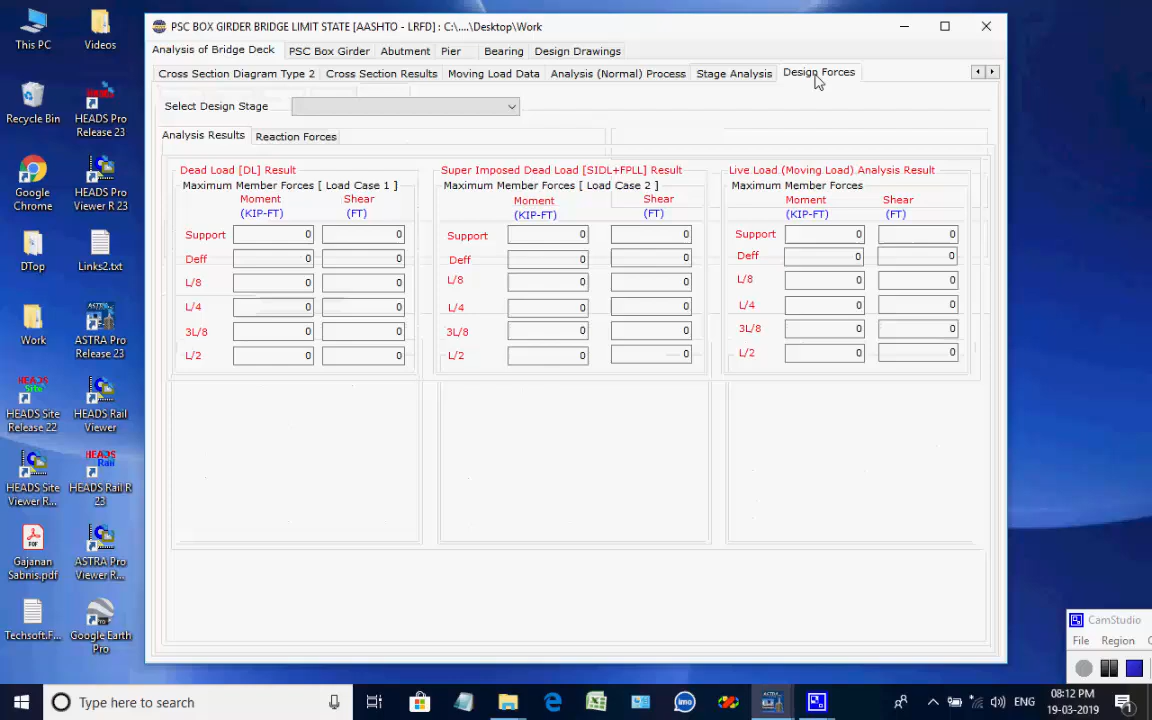 This PC
Videos
Recycle Bin
HEADS Pro Release 23
Google Chrome
HEADS Pro Viewer R 23
DTop
Links2.txt
Work
ASTRA Pro Release 23
HEADS Site Release 22
HEADS Rail Viewer
HEADS Site Viewer R...
HEADS Rail R 23
Gajanan Sabnis.pdf
ASTRA Pro Viewer R...
Techsoft.F...
Google Earth Pro
PSC BOX GIRDER BRIDGE LIMIT STATE [AASHTO - LRFD] : C:\....\Desktop\Work
Analysis of Bridge Deck PSC Box Girder Abutment Pier Bearing Design Drawings
Cross Section Diagram Type 2 Cross Section Results Moving Load Data Analysis (Normal) Process Stage Analysis Design Forces
Select Design Stage
Analysis Results Reaction Forces
Dead Load [DL] Result
Maximum Member Forces [ Load Case 1 ]
Moment Shear
(KIP-FT) (FT)
Support 0 0
Deff 0 0
L/8 0 0
L/4 0 0
3L/8 0 0
L/2 0 0
Super Imposed Dead Load [SIDL+FPLL] Result
Maximum Member Forces [ Load Case 2 ]
Moment Shear
(KIP-FT) (FT)
Support 0 0
Deff 0 0
L/8 0 0
L/4 0 0
3L/8 0 0
L/2 0 0
Live Load (Moving Load) Analysis Result
Maximum Member Forces
Moment Shear
(KIP-FT) (FT)
Support 0 0
Deff 0 0
L/8 0 0
L/4 0 0
3L/8 0 0
L/2 0 0
CamStudio
File Region
Type here to search
ENG
08:12 PM
19-03-2019